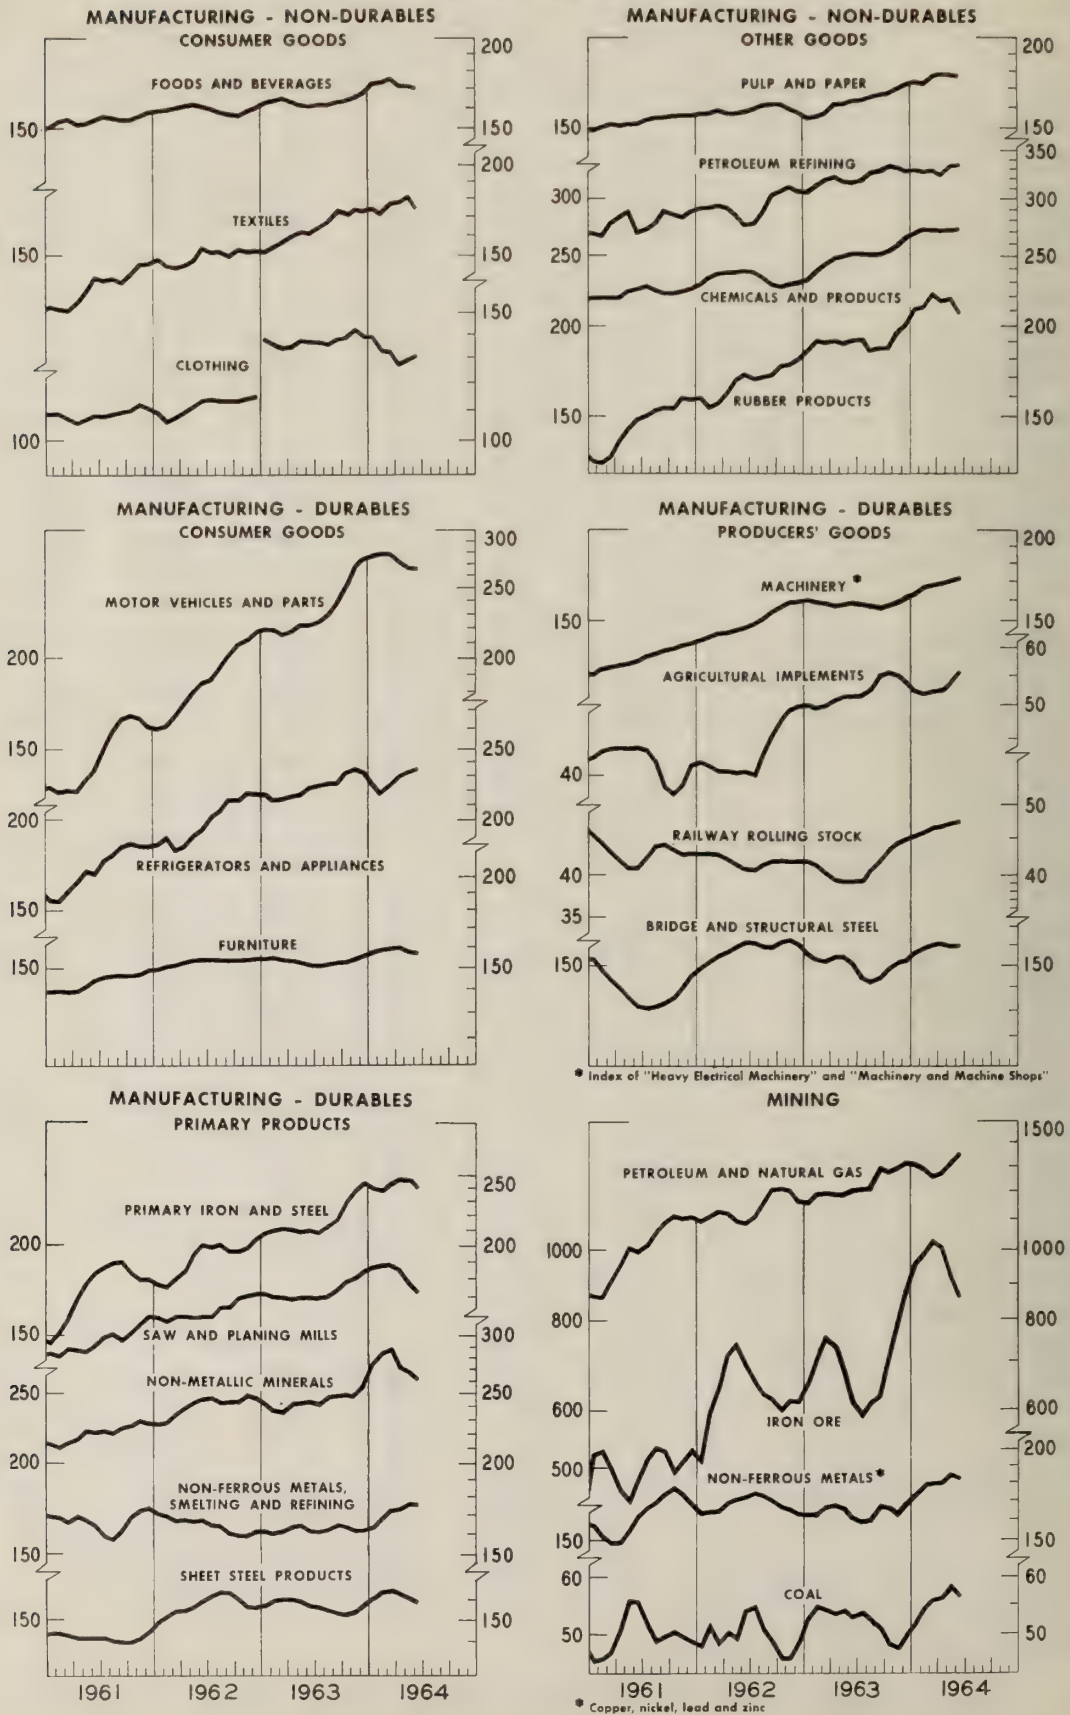 MANUFACTURING - NON-DURABLES
CONSUMER GOODS
200
FOODS AND BEVERAGES
150
150
200
TEXTILES
150
150
150
CLOTHING
100
100
MANUFACTURING - NON-DURABLES
OTHER GOODS
200
PULP AND PAPER
150
150
350
PETROLEUM REFINING
300
300
250
250
CHEMICALS AND PRODUCTS
200
200
RUBBER PRODUCTS
150
150
MANUFACTURING - DURABLES
CONSUMER GOODS
300
250
MOTOR VEHICLES AND PARTS
200
200
150
250
200
200
REFRIGERATORS AND APPLIANCES
200
150
FURNITURE
150
150
MANUFACTURING - DURABLES
PRODUCERS' GOODS
200
MACHINERY *
150
150
60
AGRICULTURAL IMPLEMENTS
50
40
50
RAILWAY ROLLING STOCK
40
40
35
BRIDGE AND STRUCTURAL STEEL
150
150
* Index of "Heavy Electrical Machinery" and "Machinery and Machine Shops"
MANUFACTURING - DURABLES
PRIMARY PRODUCTS
250
PRIMARY IRON AND STEEL
200
200
150
SAW AND PLANING MILLS
300
NON-METALLIC MINERALS
250
250
200
200
NON-FERROUS METALS,
SMELTING AND REFINING
150
150
SHEET STEEL PRODUCTS
150
150
1961 1962 1963 1964
MINING
1500
PETROLEUM AND NATURAL GAS
1000
1000
800
800
600
600
IRON ORE
500
200
NON-FERROUS METALS *
150
150
60
60
COAL
50
50
1961 1962 1963 1964
* Copper, nickel, lead and zinc